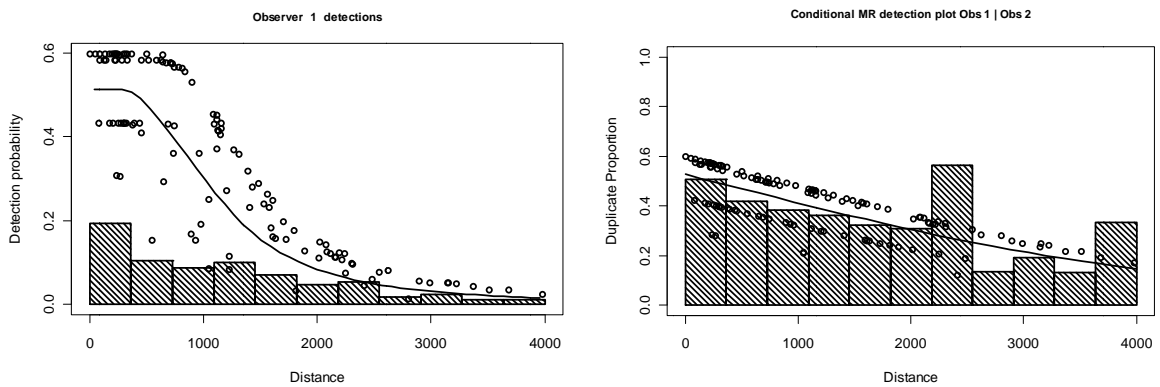 Observer 1 detections
Detection probability
0.6
0.4
0.2
0.0
0 1000 2000 3000 4000
Distance
Conditional MR detection plot Obs 1 | Obs 2
Duplicate Proportion
1.0
0.8
0.6
0.4
0.2
0.0
0 1000 2000 3000 4000
Distance